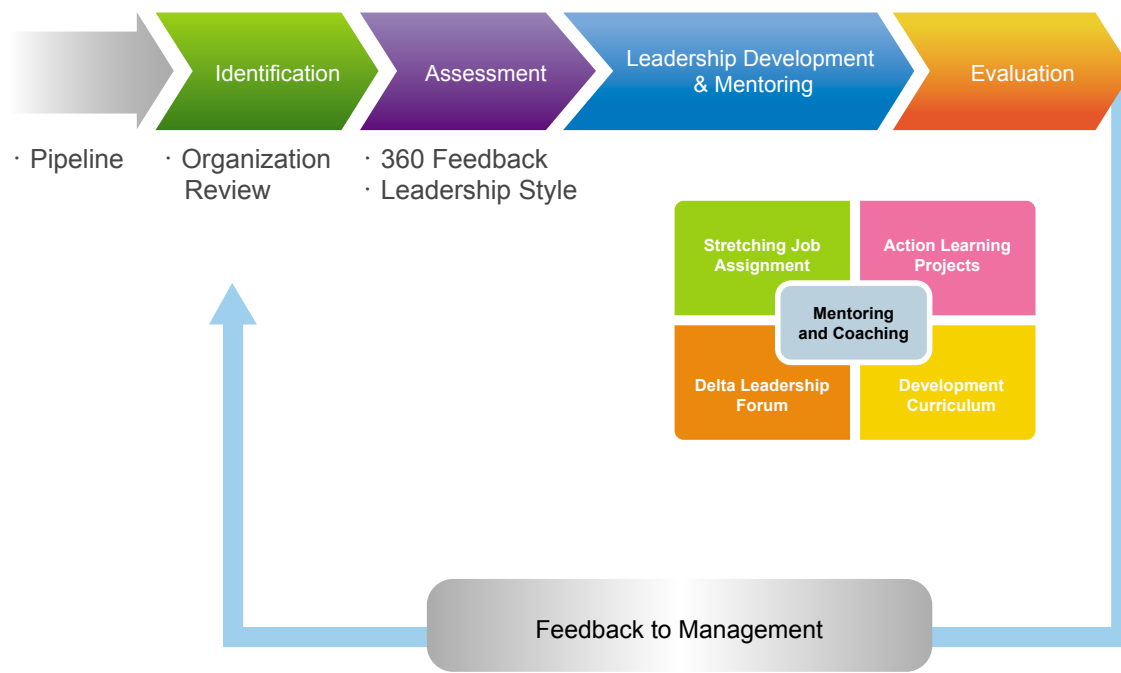 Identification
Assessment
Leadership Development
& Mentoring
Evaluation
· Pipeline
· Organization
Review
· 360 Feedback
· Leadership Style
Stretching Job
Assignment
Action Learning
Projects
Mentoring
and Coaching
Delta Leadership
Forum
Development
Curriculum
Feedback to Management